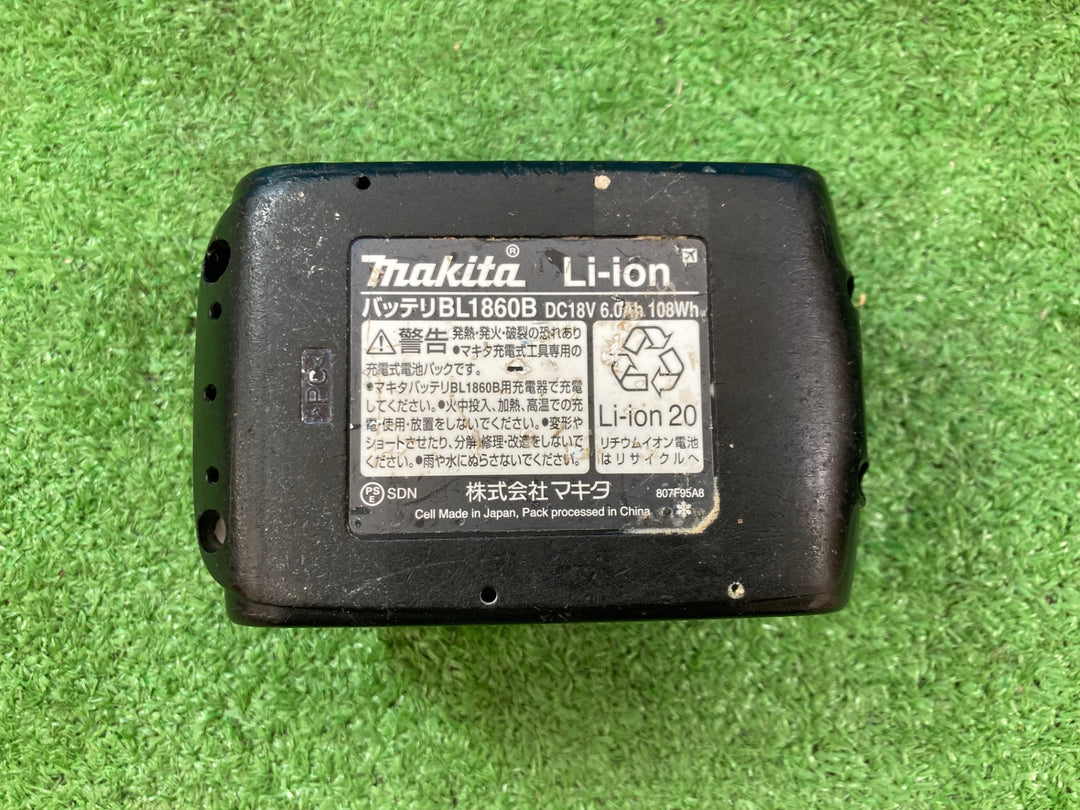 makita® Li-ion
バッテリBL1860B DC18V 6.0Ah 108Wh
警告 発熱・発火・破裂の恐れあり
●マキタ充電式工具専用の
充電式電池パックです。
●マキタバッテリBL1860B用充電器で充電
してください。●火中投入、加熱、高温での充
電・使用・放置をしないでください。●変形や
ショートさせたり、分解・修理・改造をしないで
ください。●雨や水にぬらさないでください。
Li-ion 20
リチウムイオン電池
はリサイクルへ
PSE SDN 株式会社マキタ 807F95A8
Cell Made in Japan, Pack processed in China
>PC<